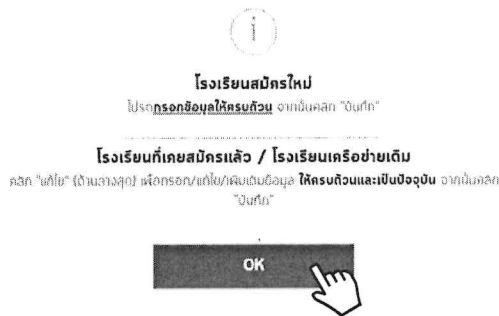 โรงเรียนสมัครใหม่
โปรดกรอกข้อมูลให้ครบถ้วน จากนั้นคลิก "บันทึก"
โรงเรียนที่เคยสมัครแล้ว / โรงเรียนเครือข่ายเดิม
คลิก "แก้ไข" (ด้านล่างสุด) เพื่อกรอก/แก้ไข/เพิ่มเติมข้อมูล ให้ครบถ้วนและเป็นปัจจุบัน จากนั้นคลิก
"บันทึก"
OK